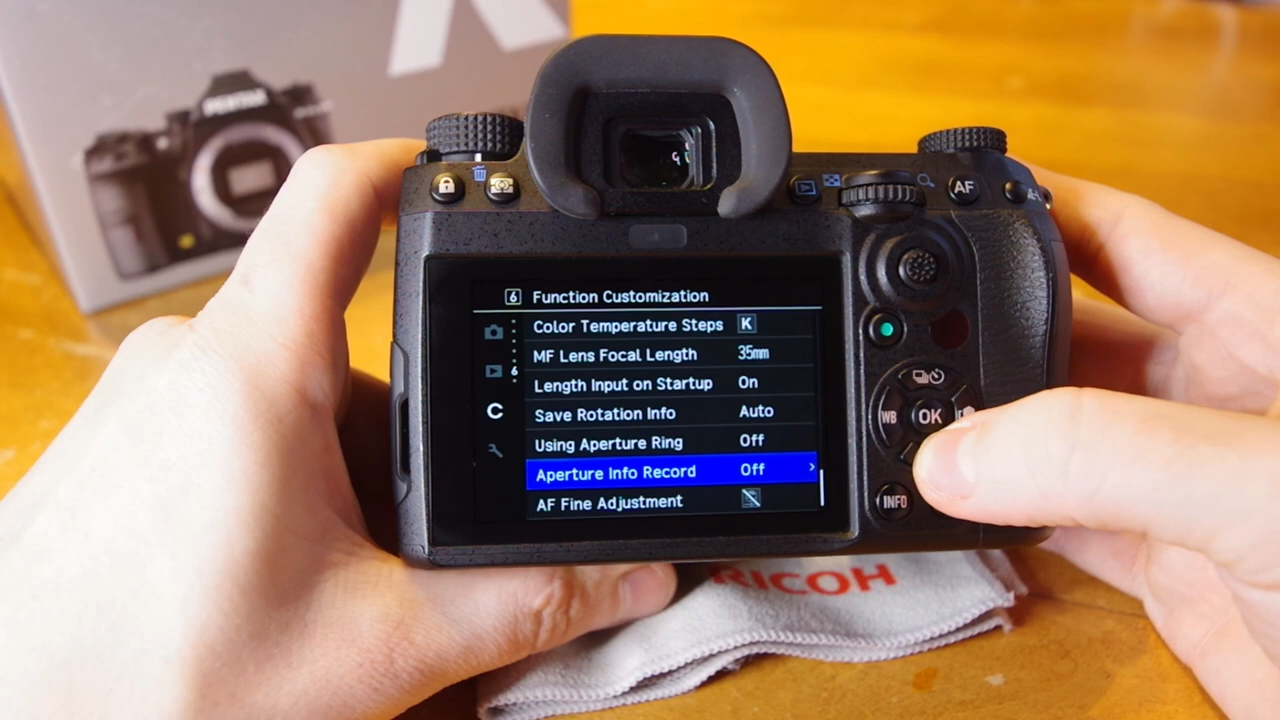 PENTAX
AF
6 Function Customization
Color Temperature Steps K
MF Lens Focal Length 35mm
6
Length Input on Startup On
C
Save Rotation Info Auto
Using Aperture Ring Off
Aperture Info Record Off
AF Fine Adjustment
WB
OK
INFO
RICOH